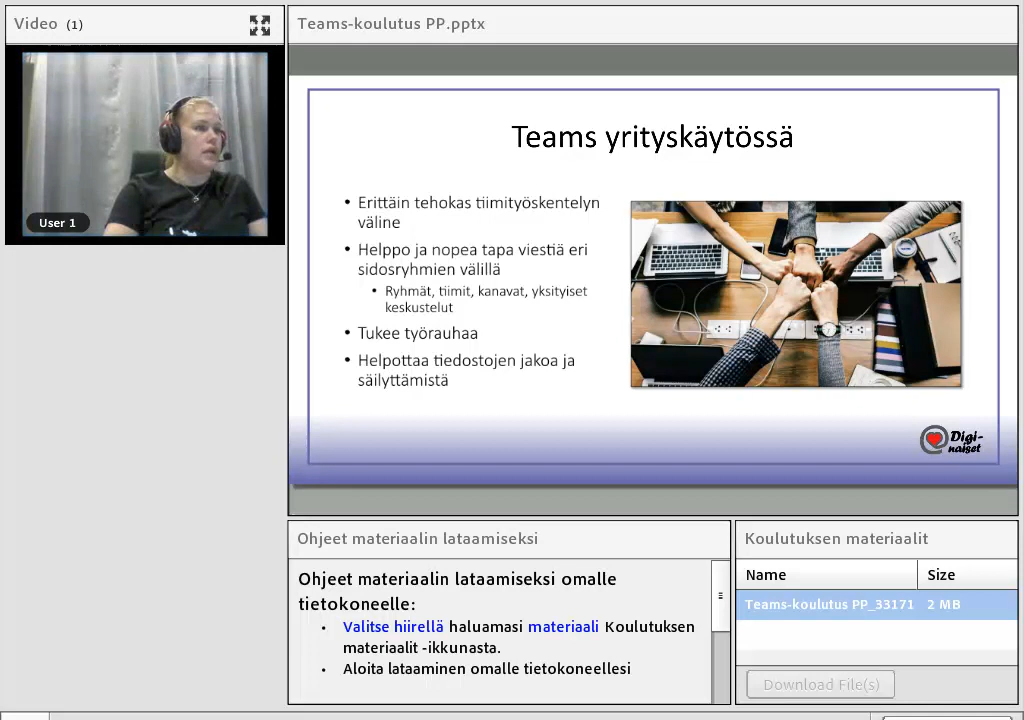 Video (1)
User 1
Teams-koulutus PP.pptx
Teams yrityskäytössä
• Erittäin tehokas tiimityöskentelyn
väline
• Helppo ja nopea tapa viestiä eri
sidosryhmien välillä
• Ryhmät, tiimit, kanavat, yksityiset
keskustelut
• Tukee työrauhaa
• Helpottaa tiedostojen jakoa ja
säilyttämistä
Digi-
naiset
Ohjeet materiaalin lataamiseksi
Ohjeet materiaalin lataamiseksi omalle
tietokoneelle:
• Valitse hiirellä haluamasi materiaali Koulutuksen
materiaalit -ikkunasta.
• Aloita lataaminen omalle tietokoneellesi
Koulutuksen materiaalit
Name Size
Teams-koulutus PP_33171 2 MB
Download File(s)